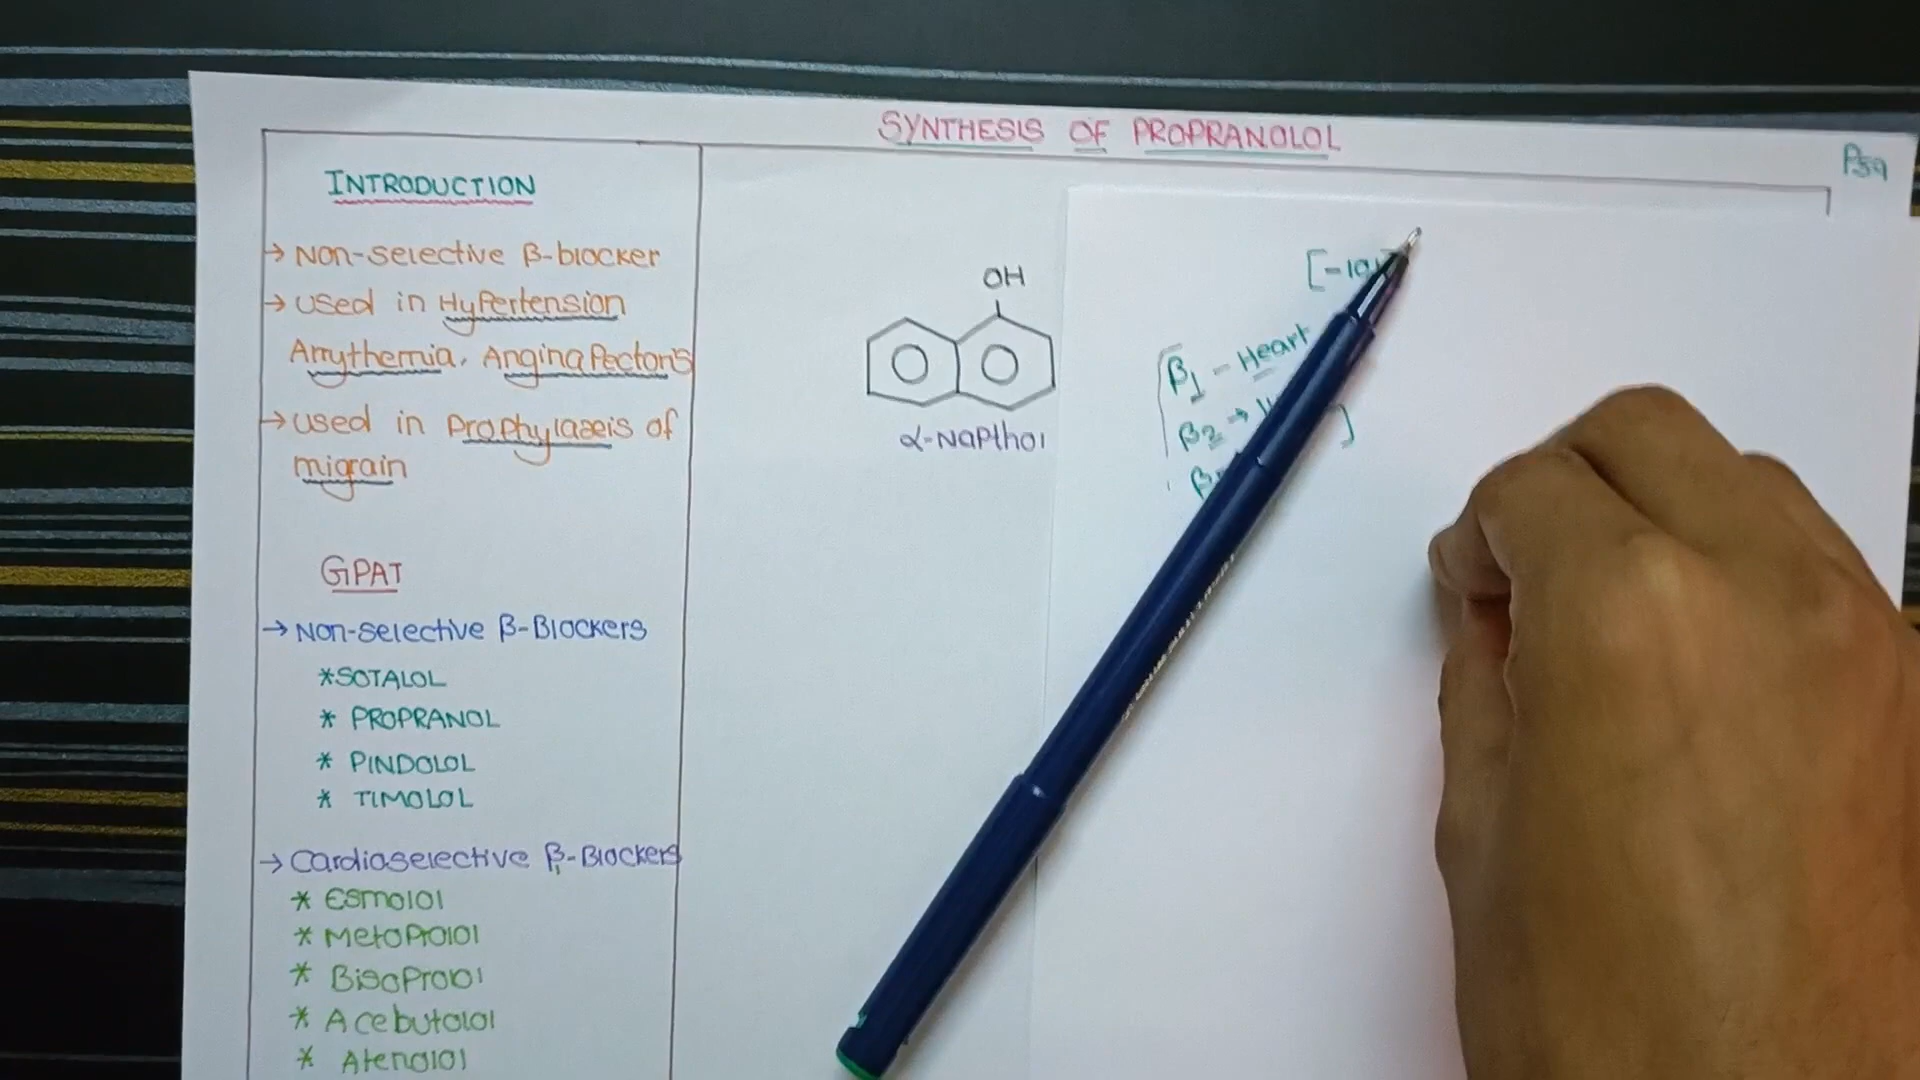 SYNTHESIS OF PROPRANOLOL
P59
INTRODUCTION
→ Non-selective β-blocker
→ used in Hypertension
Arrythemia, Angina Pectoris
→ used in Prophylaxeis of
migrain
GPAT
→ Non-selective β-Blockers
*SOTALOL
* PROPRANOL
* PINDOLOL
* TIMOLOL
→ Cardioselective β-Blockers
* Esmolol
* Metoprolol
* Bisoprolol
* Acebutolol
* Atenolol
OH
α-Napthol
β1 - Heart
β2 →